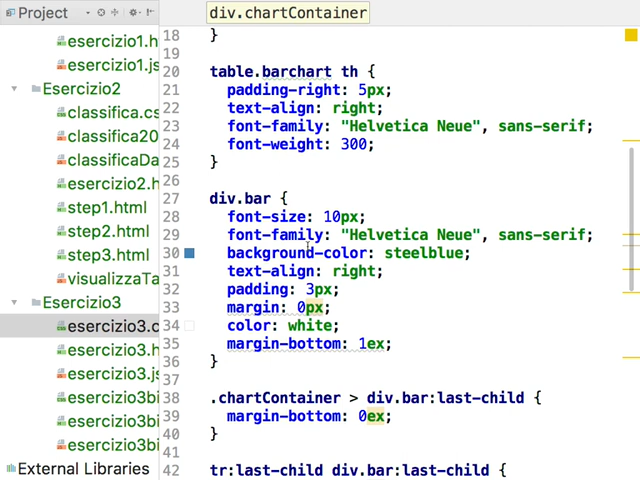 Project
div.chartContainer
esercizio1.h
esercizio1.js
Esercizio2
classifica.cs
classifica20
classificaDa
esercizio2.h
step1.html
step2.html
step3.html
visualizzaTa
Esercizio3
esercizio3.c
esercizio3.h
esercizio3.js
esercizio3bi
esercizio3bi
esercizio3bi
External Libraries
18 }
19
20 table.barchart th {
21 padding-right: 5px;
22 text-align: right;
23 font-family: "Helvetica Neue", sans-serif;
24 font-weight: 300;
25 }
26
27 div.bar {
28 font-size: 10px;
29 font-family: "Helvetica Neue", sans-serif;
30 background-color: steelblue;
31 text-align: right;
32 padding: 3px;
33 margin: 0px;
34 color: white;
35 margin-bottom: 1ex;
36 }
37
38 .chartContainer > div.bar:last-child {
39 margin-bottom: 0ex;
40 }
41
42 tr:last-child div.bar:last-child {